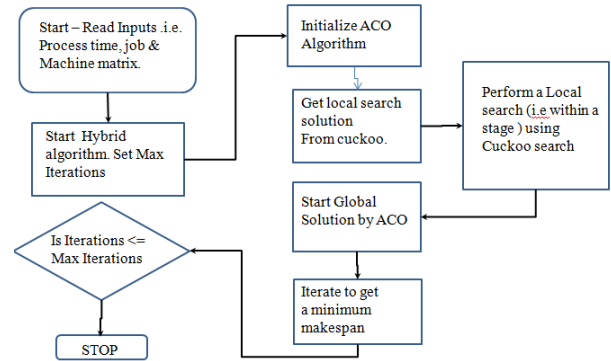 Start – Read Inputs .i.e.
Process time, job &
Machine matrix.
Start Hybrid
algorithm. Set Max
Iterations
Initialize ACO
Algorithm
Get local search
solution
From cuckoo.
Perform a Local
search (i.e within a
stage ) using
Cuckoo search
Start Global
Solution by ACO
Iterate to get
a minimum
makespan
Is Iterations <=
Max Iterations
STOP